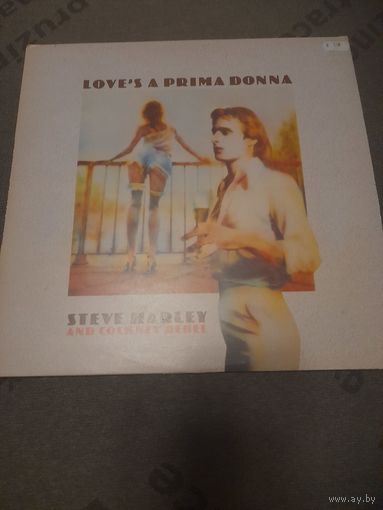 LOVE'S A PRIMA DONNA
STEVE HARLEY
AND COCKNEY REBEL
www.ay.by